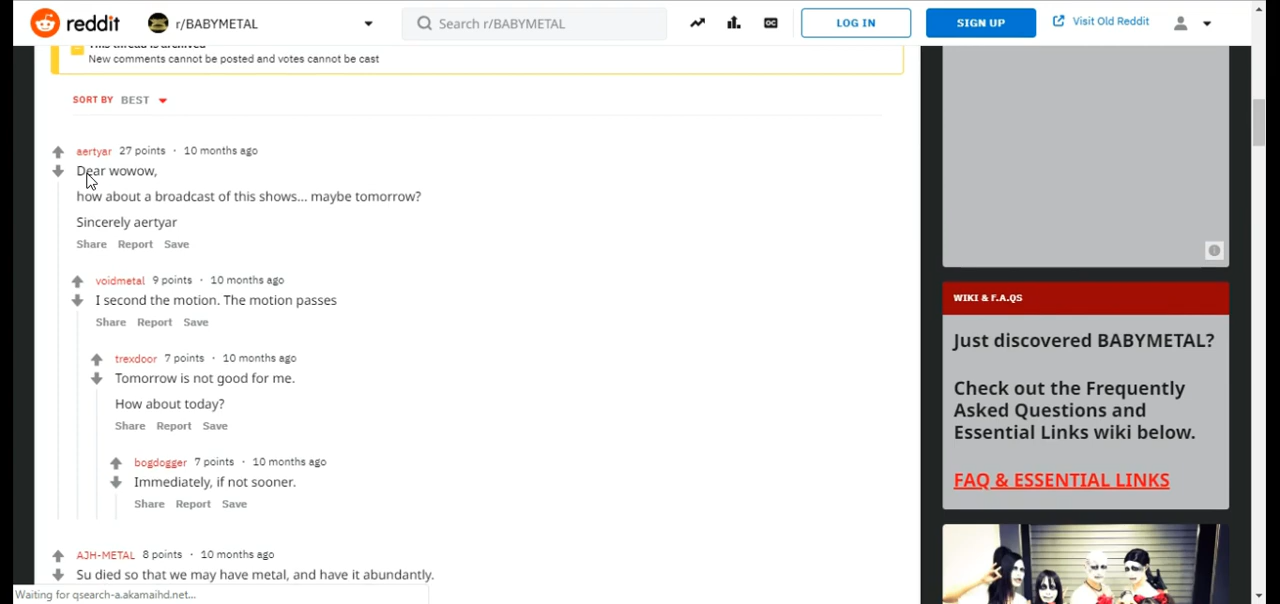 reddit r/BABYMETAL Search r/BABYMETAL LOG IN SIGN UP Visit Old Reddit
This thread is archived
New comments cannot be posted and votes cannot be cast
SORT BY BEST
aertyar 27 points · 10 months ago
Dear wowow,
how about a broadcast of this shows... maybe tomorrow?
Sincerely aertyar
Share Report Save
voidmetal 9 points · 10 months ago
I second the motion. The motion passes
Share Report Save
trexdoor 7 points · 10 months ago
Tomorrow is not good for me.
How about today?
Share Report Save
bogdogger 7 points · 10 months ago
Immediately, if not sooner.
Share Report Save
AJH-METAL 8 points · 10 months ago
Su died so that we may have metal, and have it abundantly.
Waiting for qsearch-a.akamaihd.net...
WIKI & F.A.QS
Just discovered BABYMETAL?
Check out the Frequently
Asked Questions and
Essential Links wiki below.
FAQ & ESSENTIAL LINKS